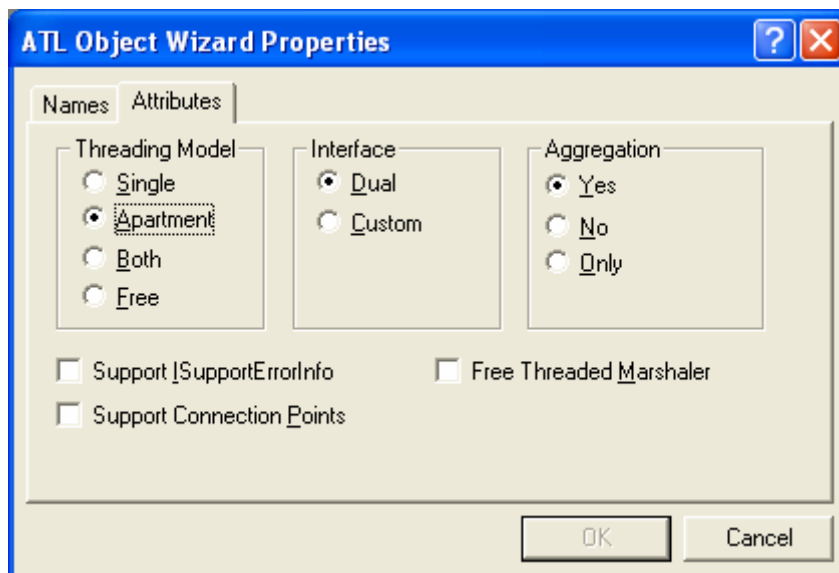 ATL Object Wizard Properties
Names Attributes
Threading Model Interface Aggregation
Single Dual Yes
Apartment Custom No
Both Only
Free
Support ISupportErrorInfo Free Threaded Marshaler
Support Connection Points
OK Cancel